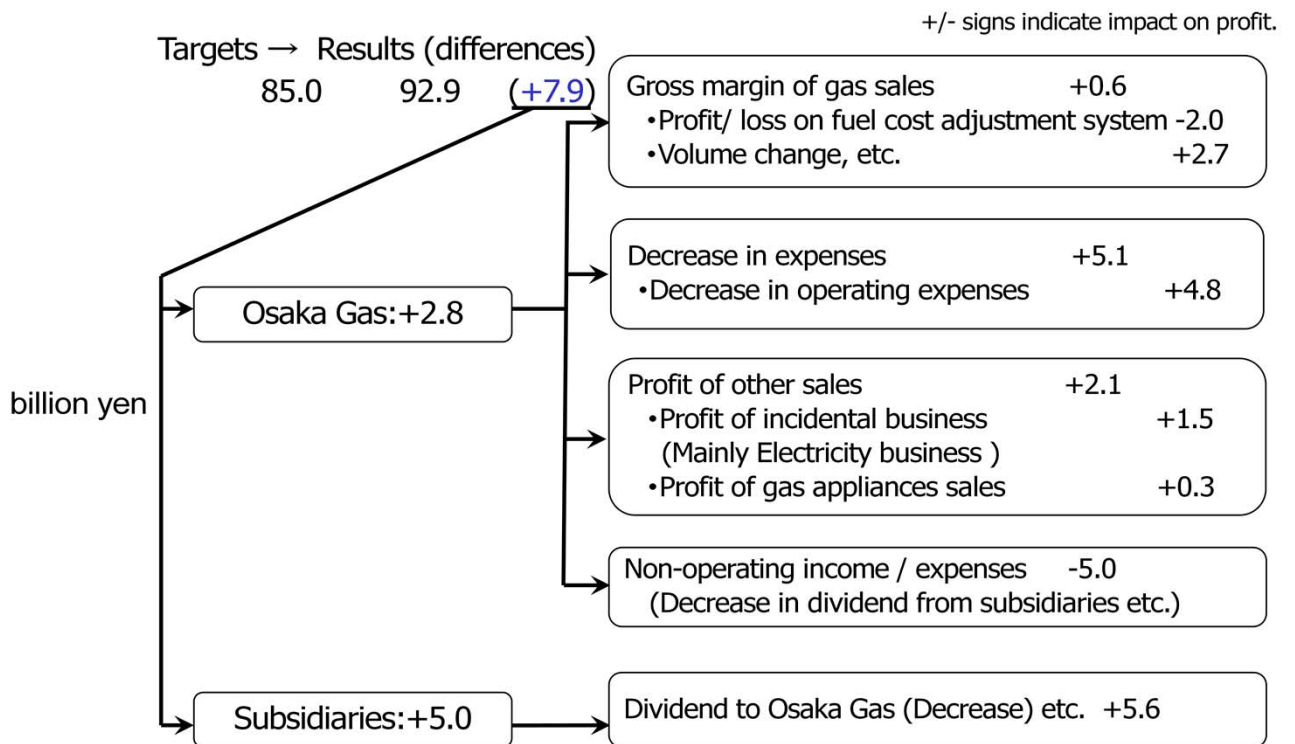 +/- signs indicate impact on profit.
Targets → Results (differences)
85.0 92.9 (+7.9)
Gross margin of gas sales +0.6
•Profit/ loss on fuel cost adjustment system -2.0
•Volume change, etc. +2.7
Decrease in expenses +5.1
•Decrease in operating expenses +4.8
Osaka Gas:+2.8
billion yen
Profit of other sales +2.1
•Profit of incidental business +1.5
(Mainly Electricity business )
•Profit of gas appliances sales +0.3
Non-operating income / expenses -5.0
(Decrease in dividend from subsidiaries etc.)
Subsidiaries:+5.0
Dividend to Osaka Gas (Decrease) etc. +5.6